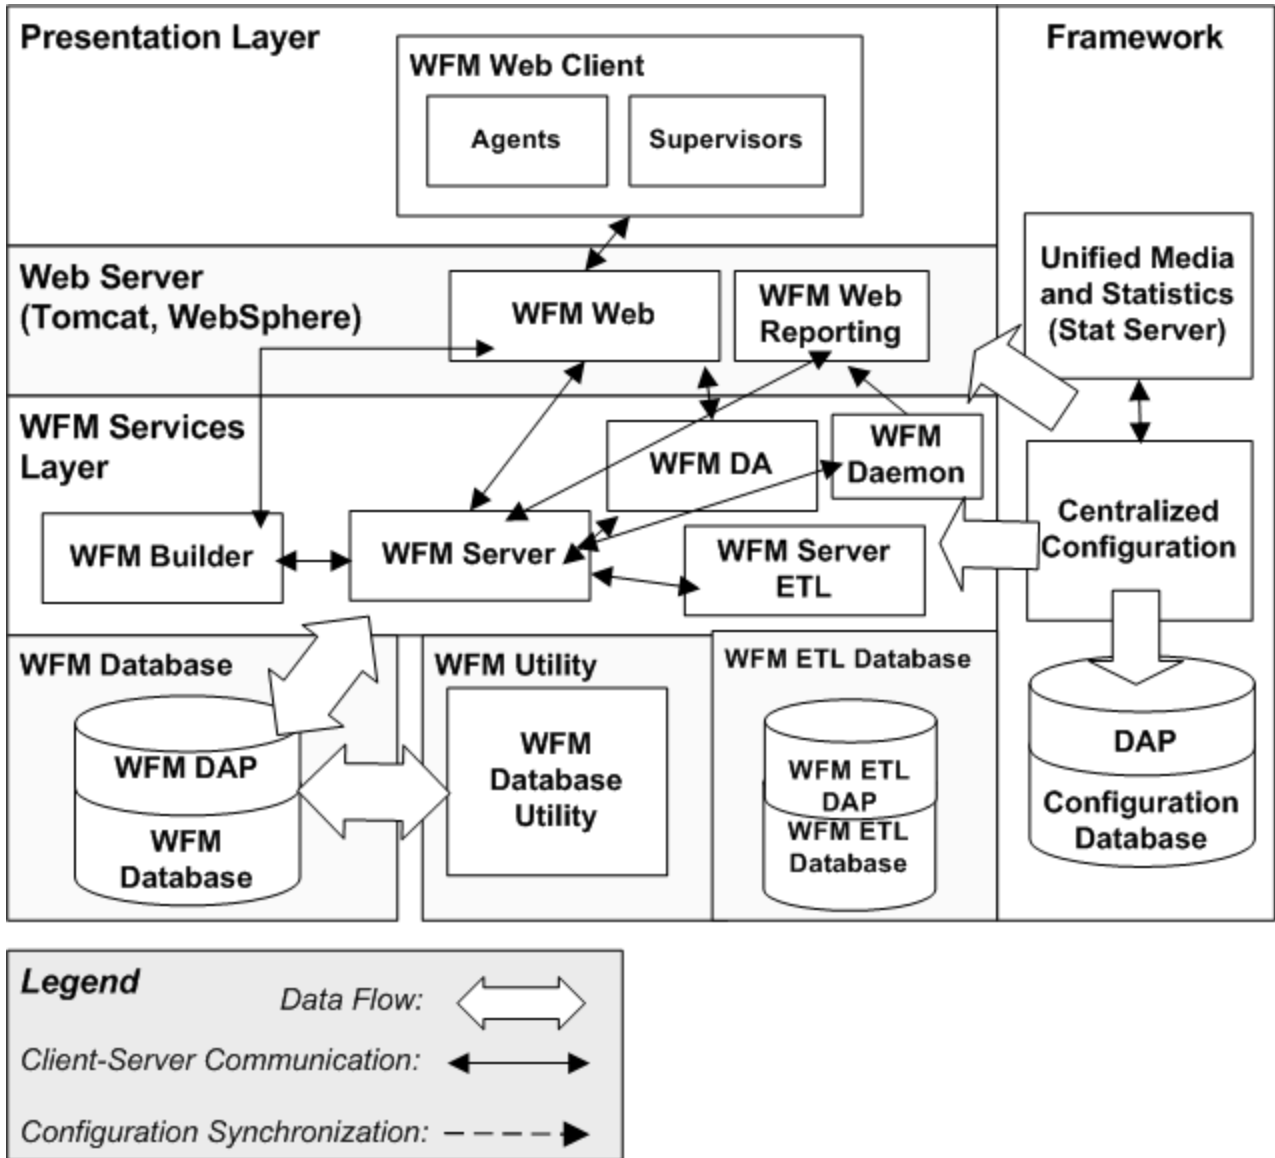 Presentation Layer
WFM Web Client
Agents
Supervisors
Framework
Web Server
(Tomcat, WebSphere)
WFM Web
WFM Web
Reporting
Unified Media
and Statistics
(Stat Server)
WFM Services
Layer
WFM DA
WFM
Daemon
WFM Builder
WFM Server
WFM Server
ETL
Centralized
Configuration
WFM Database
WFM DAP
WFM
Database
WFM Utility
WFM
Database
Utility
WFM ETL Database
WFM ETL
DAP
WFM ETL
Database
DAP
Configuration
Database
Legend
Data Flow:
Client-Server Communication:
Configuration Synchronization: